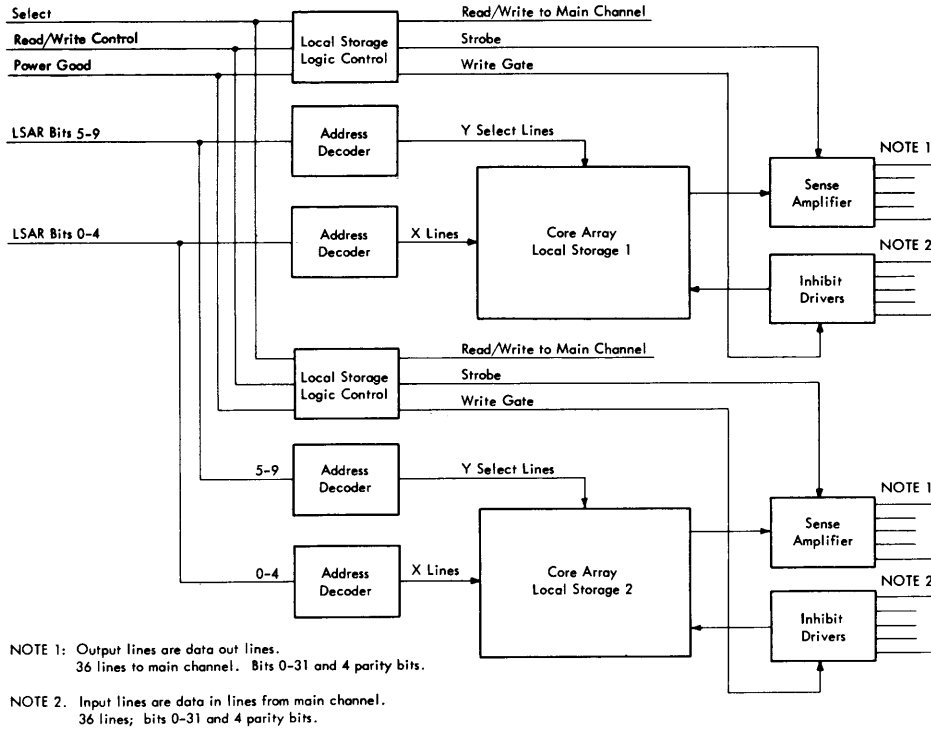 Select
Read/Write Control
Power Good
Local Storage
Logic Control
Read/Write to Main Channel
Strobe
Write Gate
LSAR Bits 5-9
Address
Decoder
Y Select Lines
NOTE 1
Sense
Amplifier
LSAR Bits 0-4
Address
Decoder
X Lines
Core Array
Local Storage 1
NOTE 2
Inhibit
Drivers
Local Storage
Logic Control
Read/Write to Main Channel
Strobe
Write Gate
5-9
Address
Decoder
Y Select Lines
NOTE 1
Sense
Amplifier
0-4
Address
Decoder
X Lines
Core Array
Local Storage 2
NOTE 2
Inhibit
Drivers
NOTE 1: Output lines are data out lines.
36 lines to main channel. Bits 0-31 and 4 parity bits.
NOTE 2. Input lines are data in lines from main channel.
36 lines; bits 0-31 and 4 parity bits.